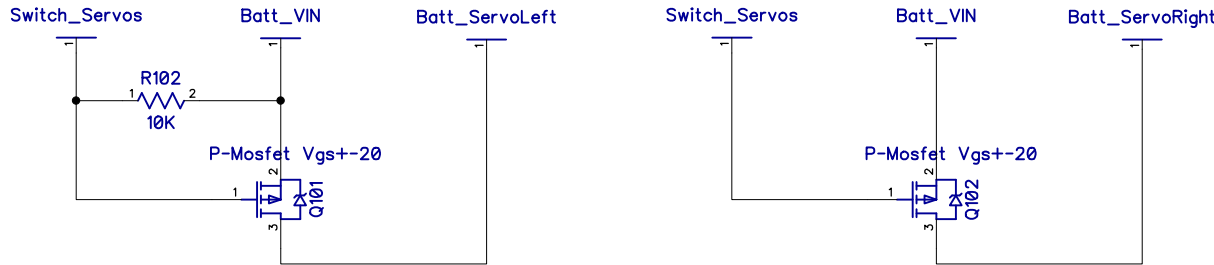 Switch_Servos Batt_VIN Batt_ServoLeft Switch_Servos Batt_VIN Batt_ServoRight
1 1 1 1 1 1
R102
1 2
10K
P-Mosfet Vgs+-20 P-Mosfet Vgs+-20
2 2
1 Q101 1 Q102
3 3